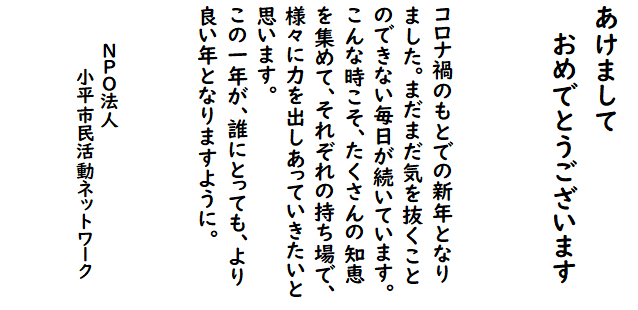 あけまして
おめでとうございます
コロナ禍のもとでの新年となり
ました。まだまだ気を抜くこと
のできない毎日が続いています。
こんな時こそ、たくさんの知恵
を集めて、それぞれの持ち場で、
様々に力を出しあっていきたいと
思います。
この一年が、誰にとっても、より
良い年となりますように。
NPO法人
小平市民活動ネットワーク